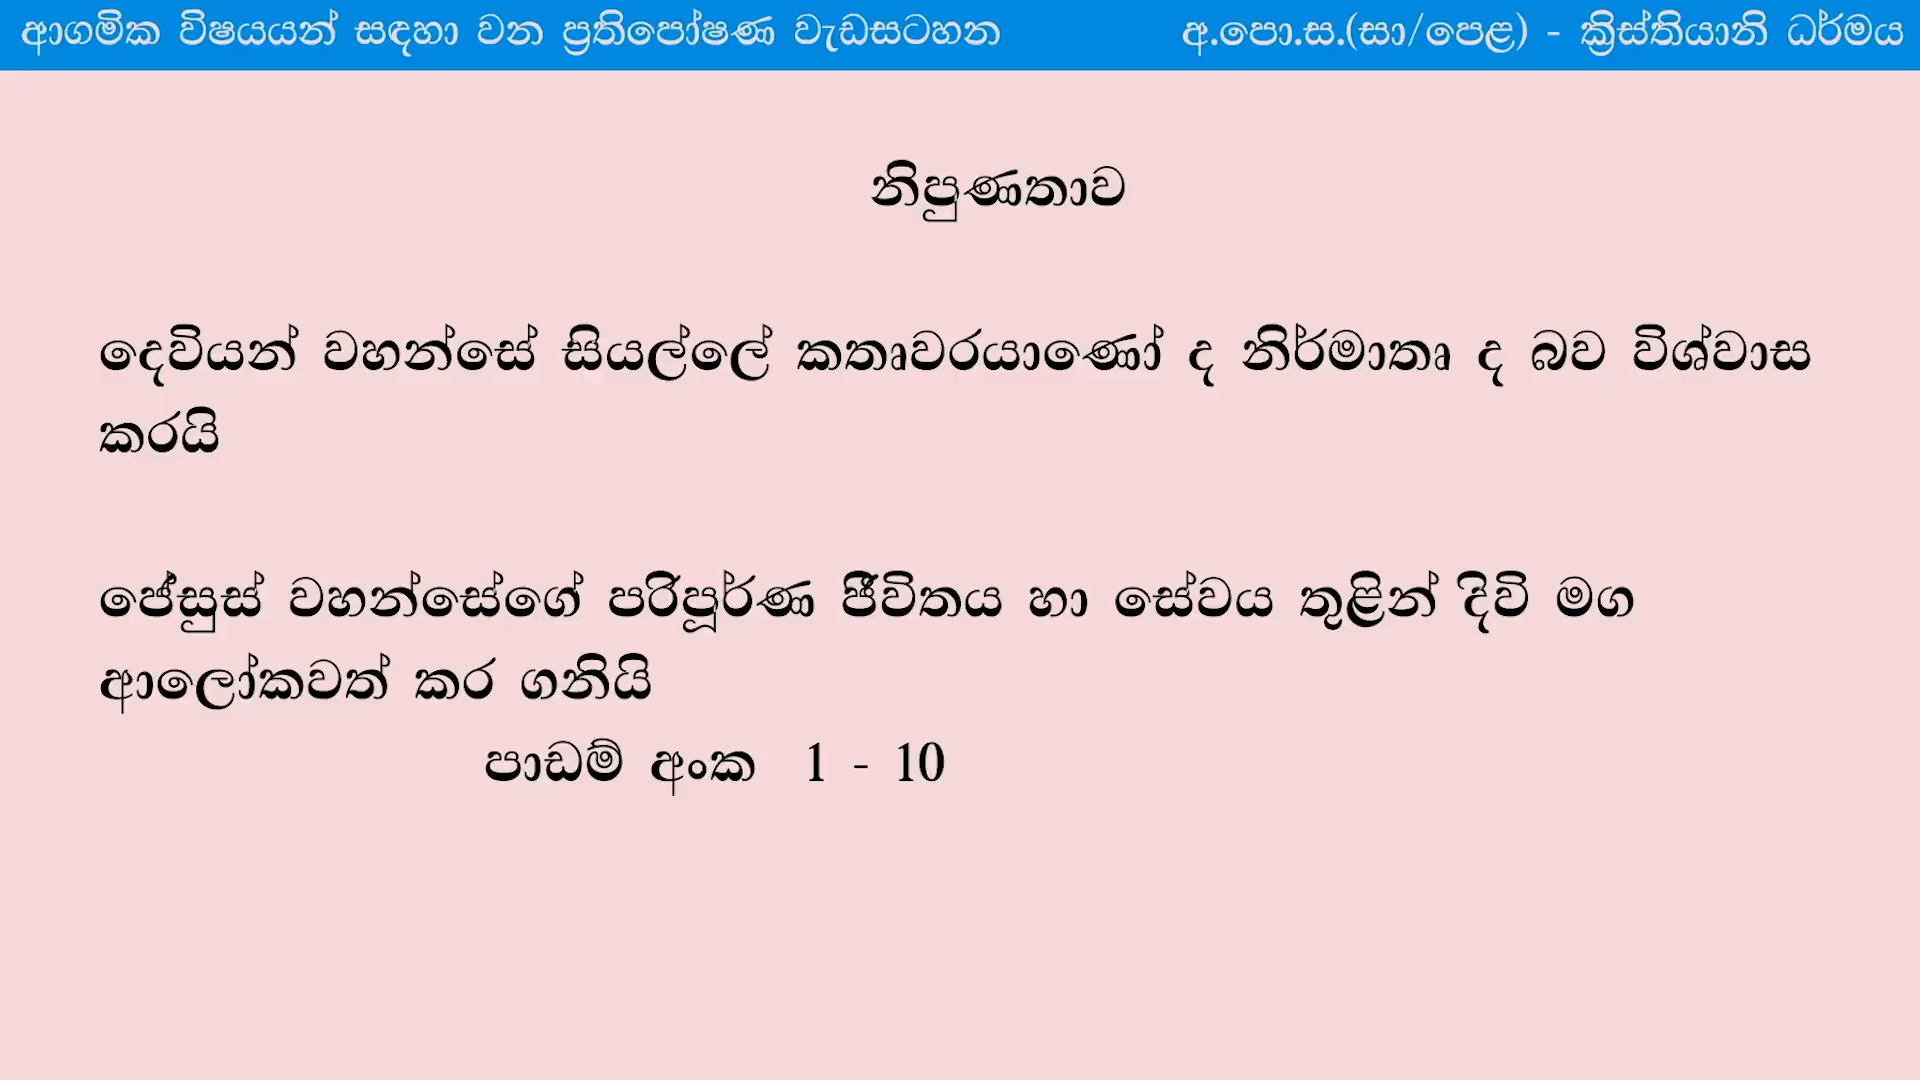 ආගමික විෂයයන් සඳහා වන ප්‍රතිපෝෂණ වැඩසටහන
අ.පො.ස.(සා/පෙළ) - ක්‍රිස්තියානි ධර්මය
නිපුණතාව
දෙවියන් වහන්සේ සියල්ලේ කතෘවරයාණෝ ද නිර්මාතෘ ද බව විශ්වාස
කරයි
ජේසුස් වහන්සේගේ පරිපූර්ණ ජීවිතය හා සේවය තුළින් දිවි මග
ආලෝකවත් කර ගනියි
පාඩම් අංක 1 - 10